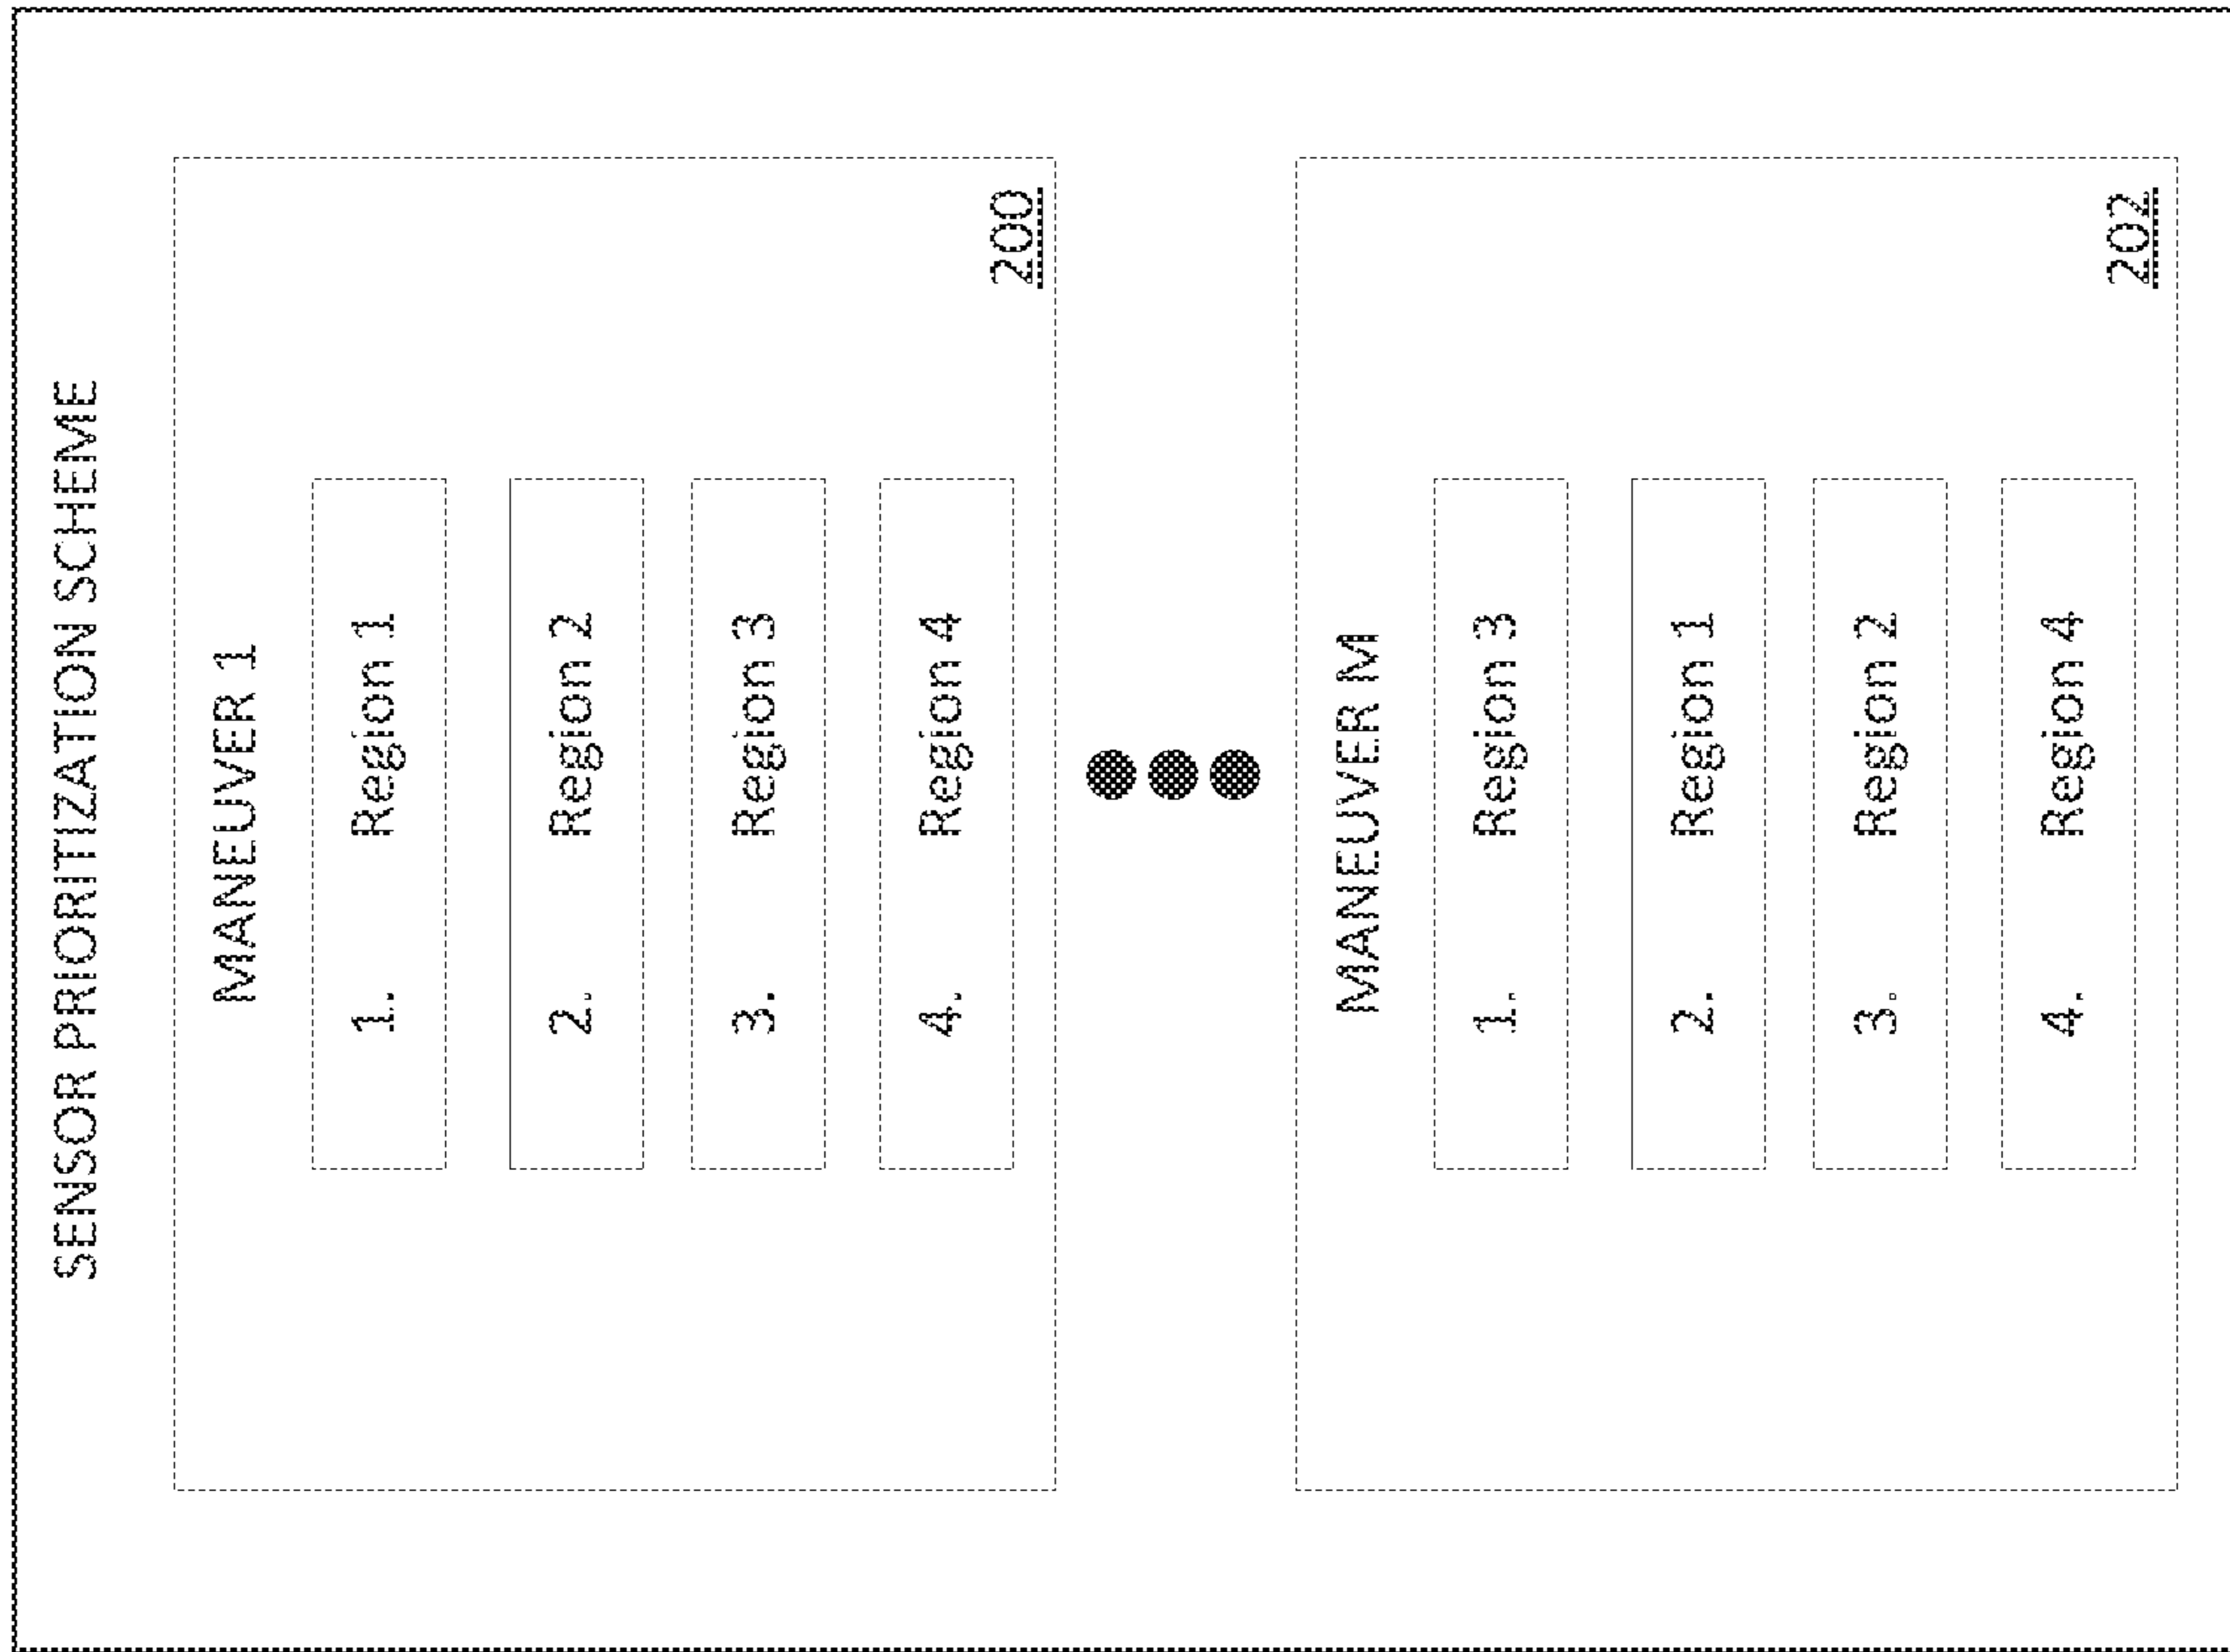 SENSOR PRIORITIZATION SCHEME
MANEUVER 1
1. Region 1
2. Region 2
3. Region 3
4. Region 4
200
MANEUVER M
1. Region 3
2. Region 1
3. Region 2
4. Region 4
202